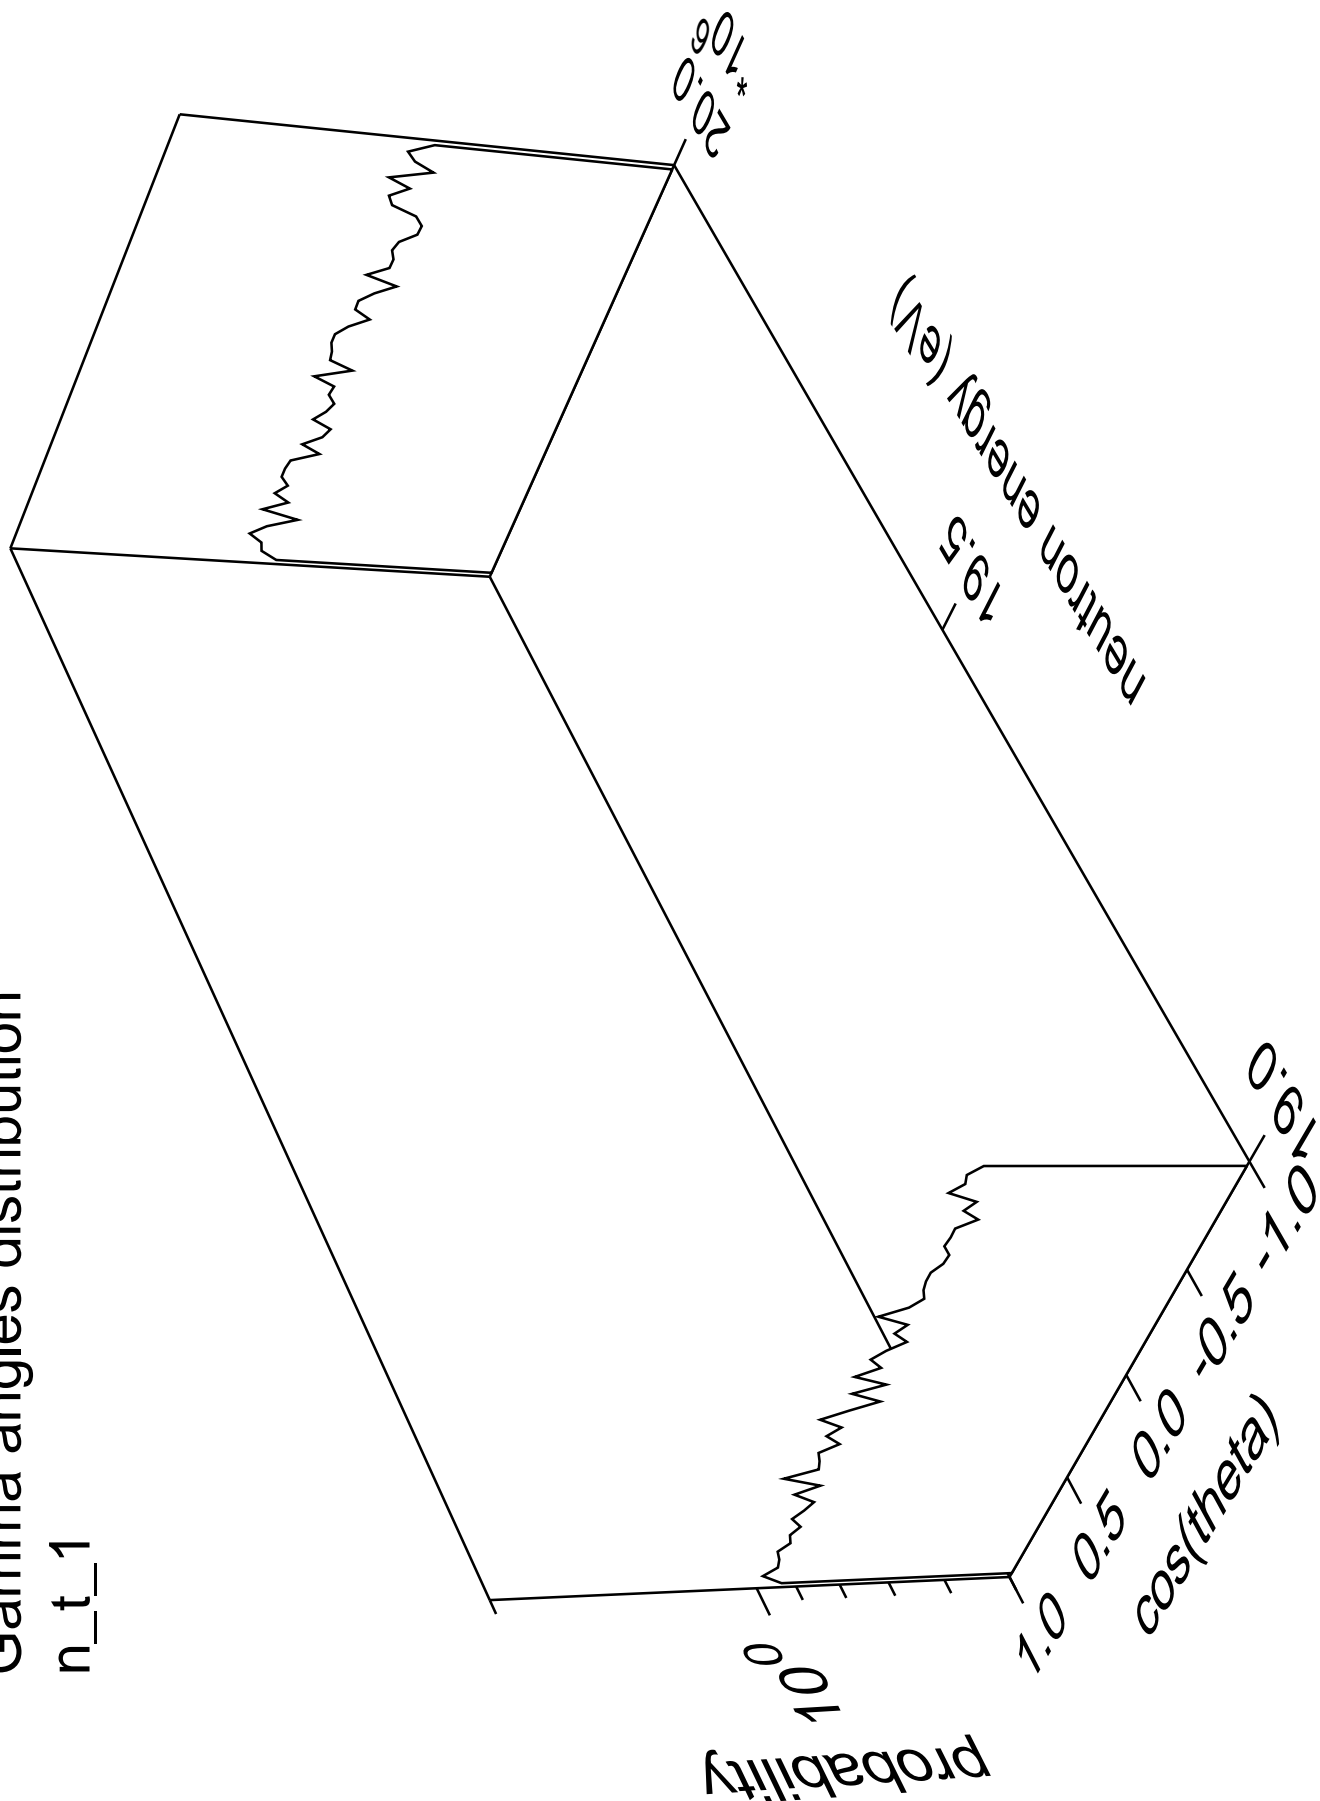 Gamma angles distribution
n_t_1
probability
10^0
1.0
0.5
0.0
-0.5
-1.0
cos(theta)
19.0
19.5
20.0
*10^6
neutron energy (eV)